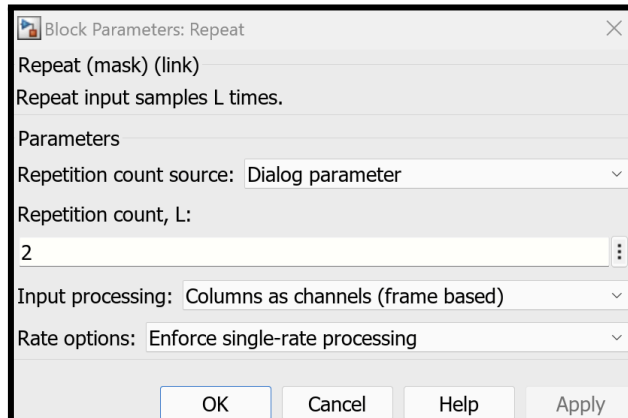 Block Parameters: Repeat
Repeat (mask) (link)
Repeat input samples L times.
Parameters
Repetition count source: Dialog parameter
Repetition count, L:
2
Input processing: Columns as channels (frame based)
Rate options: Enforce single-rate processing
OK Cancel Help Apply